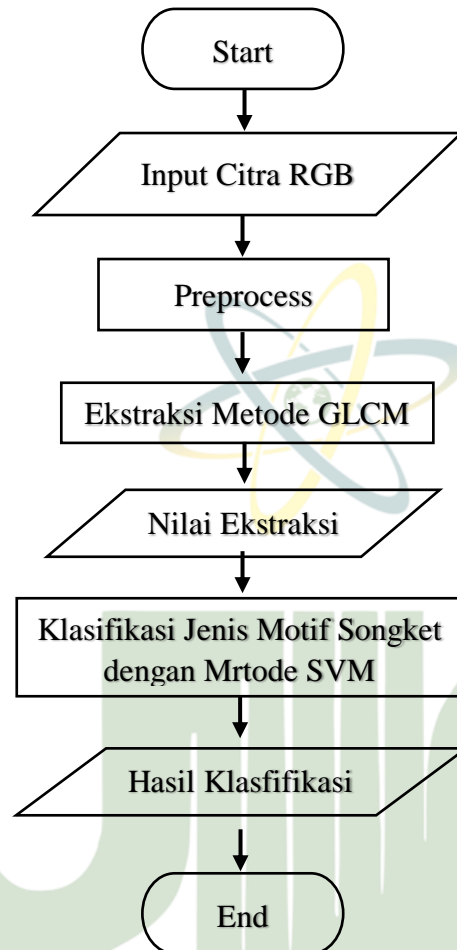 Start
Input Citra RGB
Preprocess
Ekstraksi Metode GLCM
Nilai Ekstraksi
Klasifikasi Jenis Motif Songket
dengan Mrtode SVM
Hasil Klasfifikasi
End